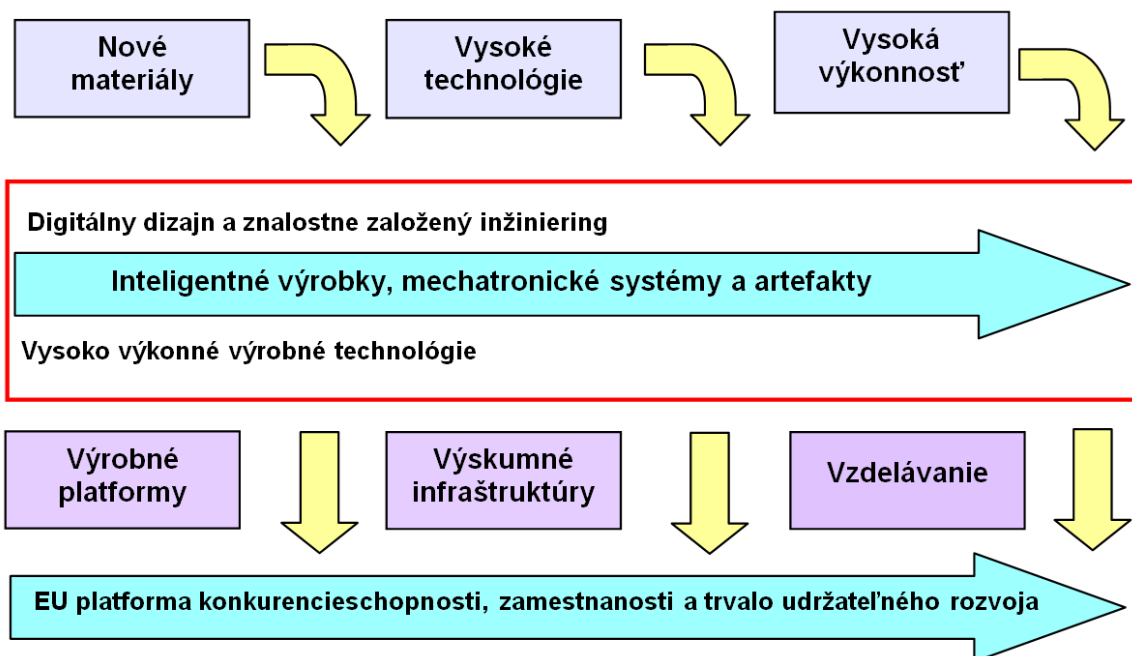 Nové
materiály
Vysoké
technológie
Vysoká
výkonnosť
Digitálny dizajn a znalostne založený inžiniering
Inteligentné výrobky, mechatronické systémy a artefakty
Vysoko výkonné výrobné technológie
Výrobné
platformy
Výskumné
infraštruktúry
Vzdelávanie
EU platforma konkurencieschopnosti, zamestnanosti a trvalo udržateľného rozvoja